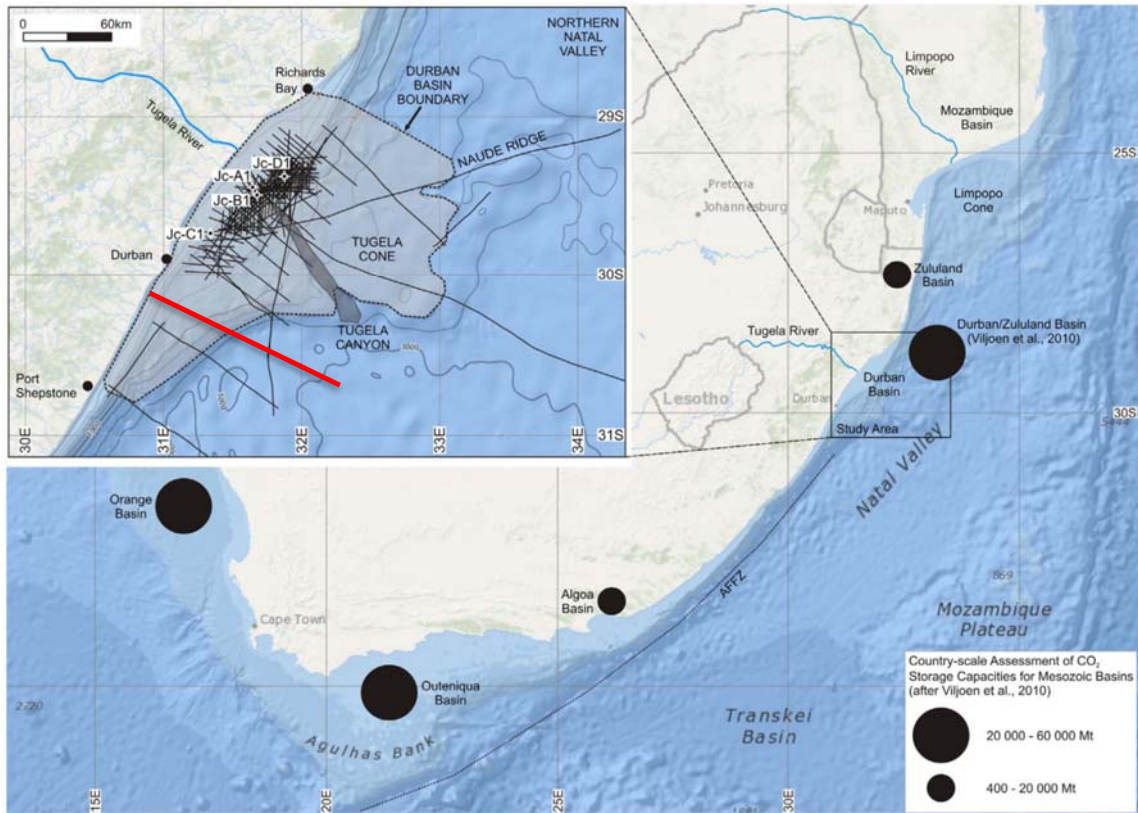 0 60km
NORTHERN
NATAL
VALLEY
Richards
Bay
DURBAN
BASIN
BOUNDARY
Tugela River
29S
NAUDE RIDGE
Jc-D1
Jc-A1
Jc-B1
Jc-C1
Durban
TUGELA
CONE
30S
TUGELA
CANYON
3000
Port
Shepstone
30E
31E
32E
33E
34E
31S
Limpopo
River
Mozambique
Basin
25S
Pretoria
Johannesburg
Maputo
Limpopo
Cone
Zululand
Basin
Tugela River
Durban/Zululand Basin
(Viljoen et al., 2010)
Durban
Basin
Lesotho
Durban
30S
Study Area
5444
Natal Valley
Orange
Basin
AFFZ
869
Algoa
Basin
Cape Town
Mozambique
Plateau
Outeniqua
Basin
2720
Transkei
Basin
Agulhas Bank
15E
20E
25E
30E
Country-scale Assessment of CO₂
Storage Capacities for Mesozoic Basins
(after Viljoen et al., 2010)
20 000 - 60 000 Mt
400 - 20 000 Mt